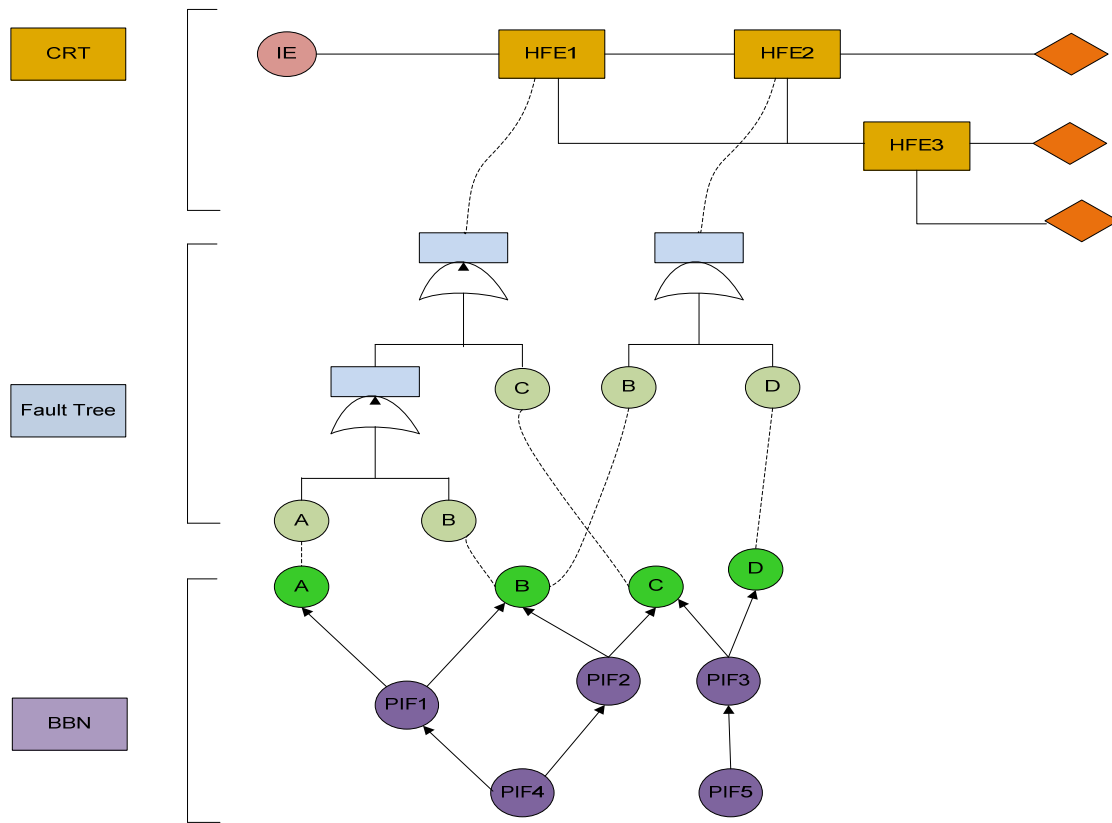 CRT
IE
HFE1
HFE2
HFE3
Fault Tree
C
B
D
A
B
A
B
C
D
BBN
PIF1
PIF2
PIF3
PIF4
PIF5